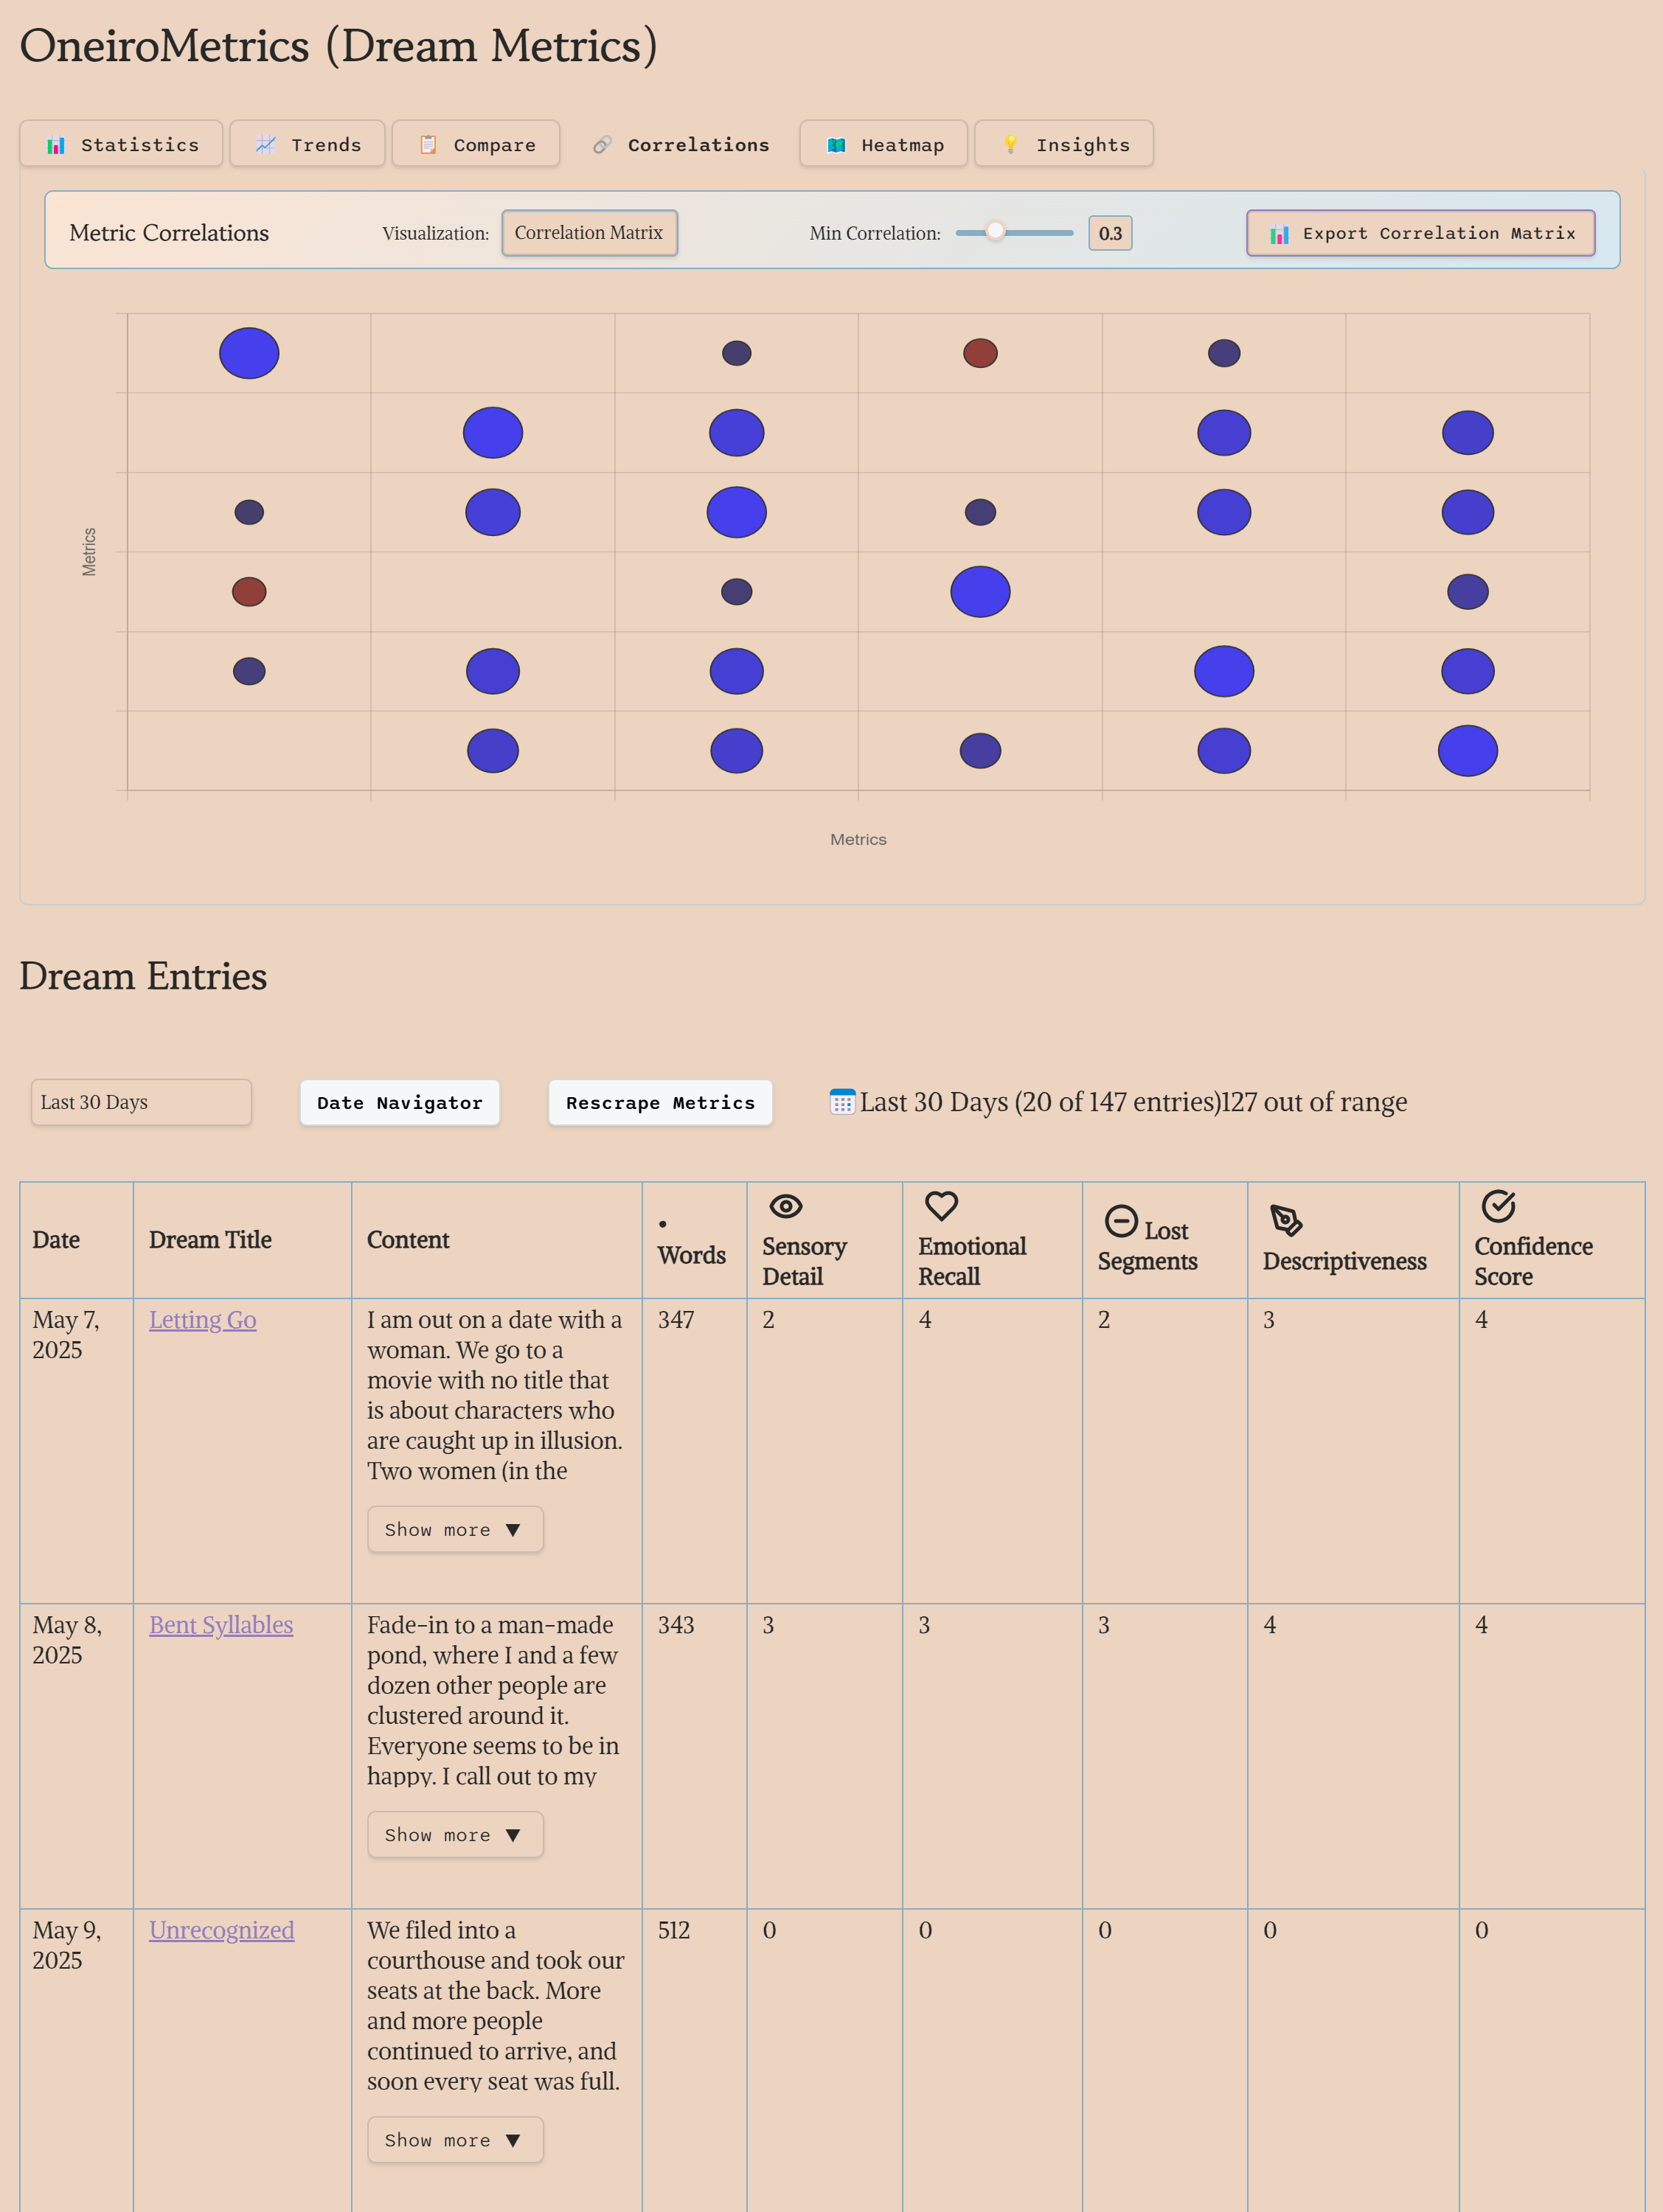 OneiroMetrics (Dream Metrics)
Statistics
Trends
Compare
Correlations
Heatmap
Insights
Metric Correlations
Visualization:
Correlation Matrix
Min Correlation:
0.3
Export Correlation Matrix
Metrics
Metrics
Dream Entries
Last 30 Days
Date Navigator
Rescrape Metrics
Last 30 Days (20 of 147 entries)127 out of range
Date
Dream Title
Content
Words
Sensory
Detail
Emotional
Recall
Lost
Segments
Descriptiveness
Confidence
Score
May 7,
2025
Letting Go
I am out on a date with a
woman. We go to a
movie with no title that
is about characters who
are caught up in illusion.
Two women (in the
Show more ▼
347
2
4
2
3
4
May 8,
2025
Bent Syllables
Fade-in to a man-made
pond, where I and a few
dozen other people are
clustered around it.
Everyone seems to be in
happy. I call out to my
Show more ▼
343
3
3
3
4
4
May 9,
2025
Unrecognized
We filed into a
courthouse and took our
seats at the back. More
and more people
continued to arrive, and
soon every seat was full.
Show more ▼
512
0
0
0
0
0